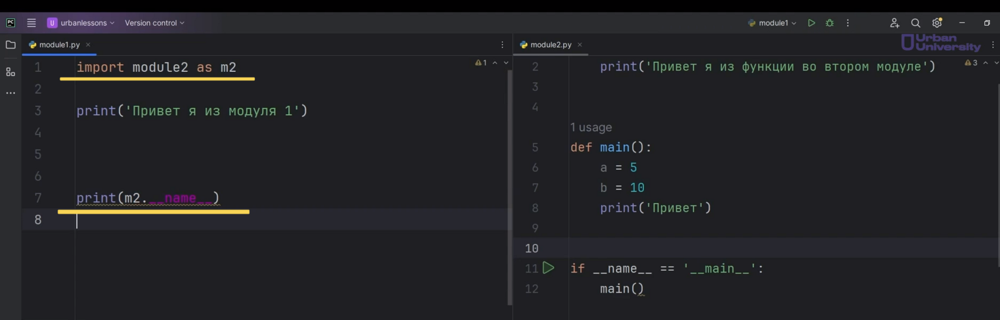 PC
U urbanlessons Version control
module1
module1.py
module2.py
Urban
University
1 import module2 as m2
2
3 print('Привет я из модуля 1')
4
5
6
7 print(m2.__name__)
8
1
2 print('Привет я из функции во втором модуле')
3
3
4
1 usage
5 def main():
6 a = 5
7 b = 10
8 print('Привет')
9
10
11 if __name__ == '__main__':
12 main()